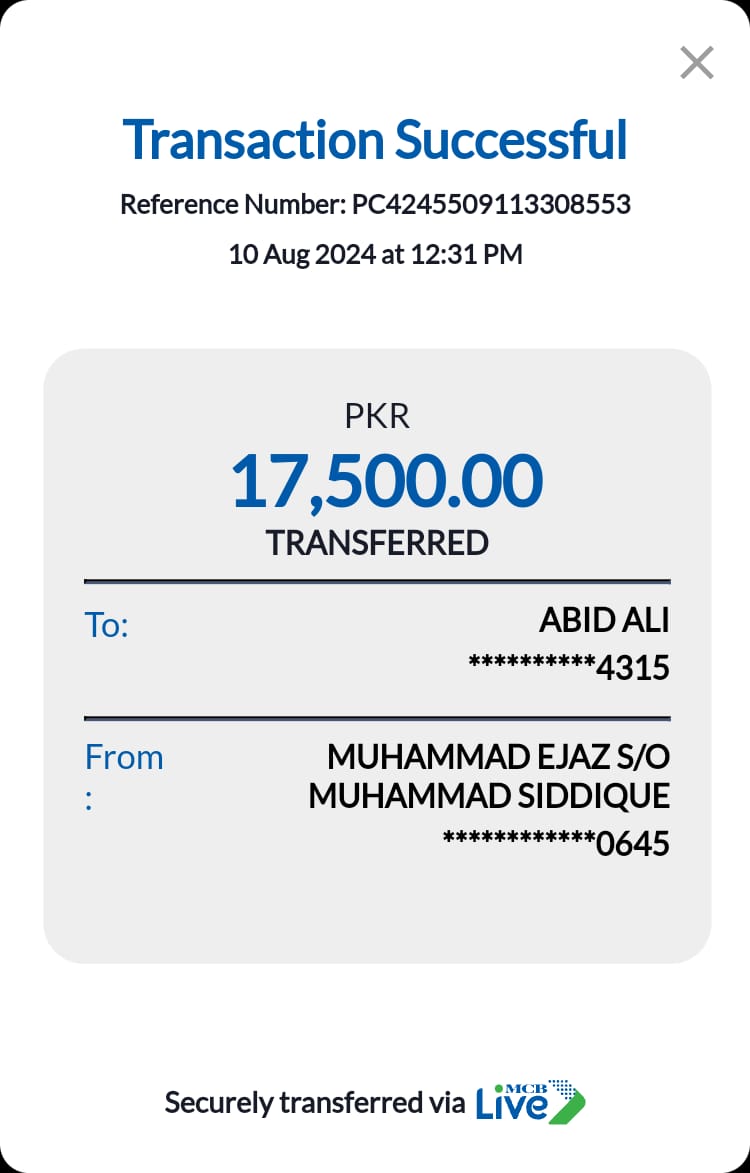 Transaction Successful
Reference Number: PC4245509113308553
10 Aug 2024 at 12:31 PM
PKR
17,500.00
TRANSFERRED
To: ABID ALI
**********4315
From MUHAMMAD EJAZ S/O
: MUHAMMAD SIDDIQUE
************0645
Securely transferred via MCB Live